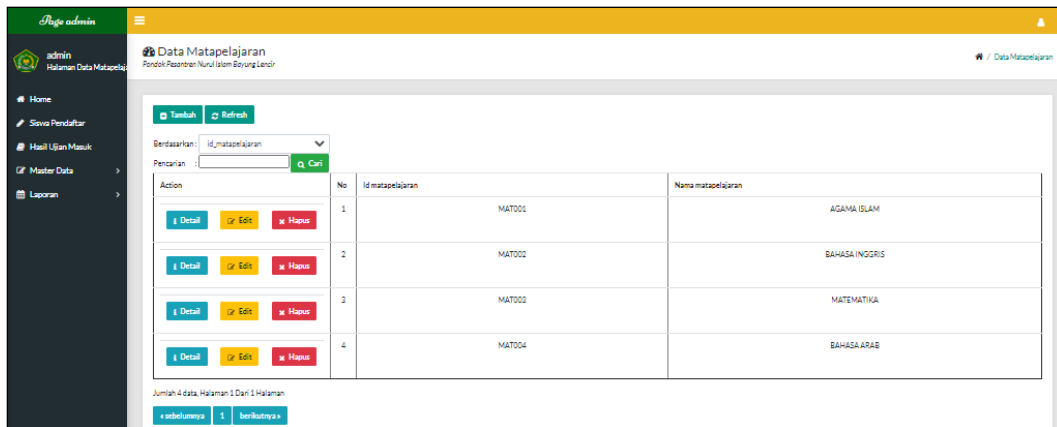 Page admin
admin
Halaman Data Matapelaja
Home
Siswa Pendaftar
Hasil Ujian Masuk
Master Data
Laporan
Data Matapelajaran
Pondok Pesantren Nurul Islam Bayung Lencir
/ Data Matapelajaran
Tambah Refresh
Berdasarkan : id_matapelajaran
Pencarian : Cari
Action No Id matapelajaran Nama matapelajaran
Detail Edit Hapus 1 MAT001 AGAMA ISLAM
Detail Edit Hapus 2 MAT002 BAHASA INGGRIS
Detail Edit Hapus 3 MAT003 MATEMATIKA
Detail Edit Hapus 4 MAT004 BAHASA ARAB
Jumlah 4 data, Halaman 1 Dari 1 Halaman
« sebelumnya 1 berikutnya »